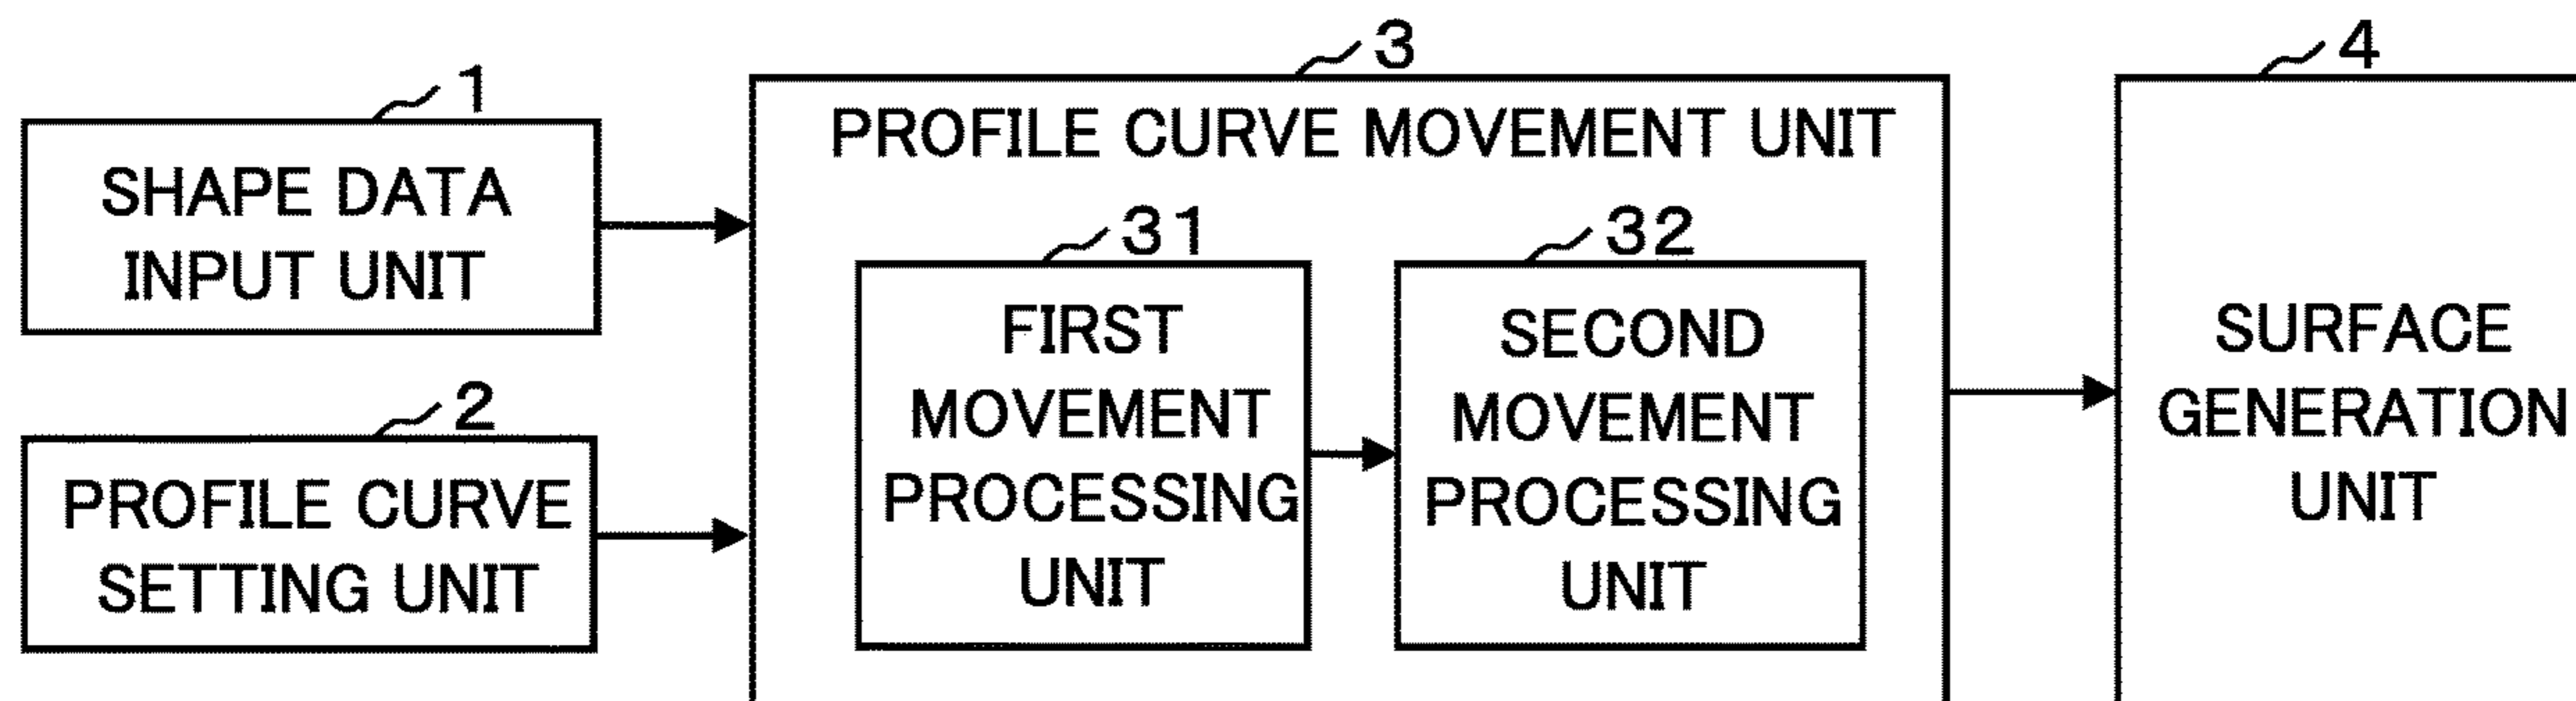 1
SHAPE DATA
INPUT UNIT
2
PROFILE CURVE
SETTING UNIT
3
PROFILE CURVE MOVEMENT UNIT
31
FIRST
MOVEMENT
PROCESSING
UNIT
32
SECOND
MOVEMENT
PROCESSING
UNIT
4
SURFACE
GENERATION
UNIT